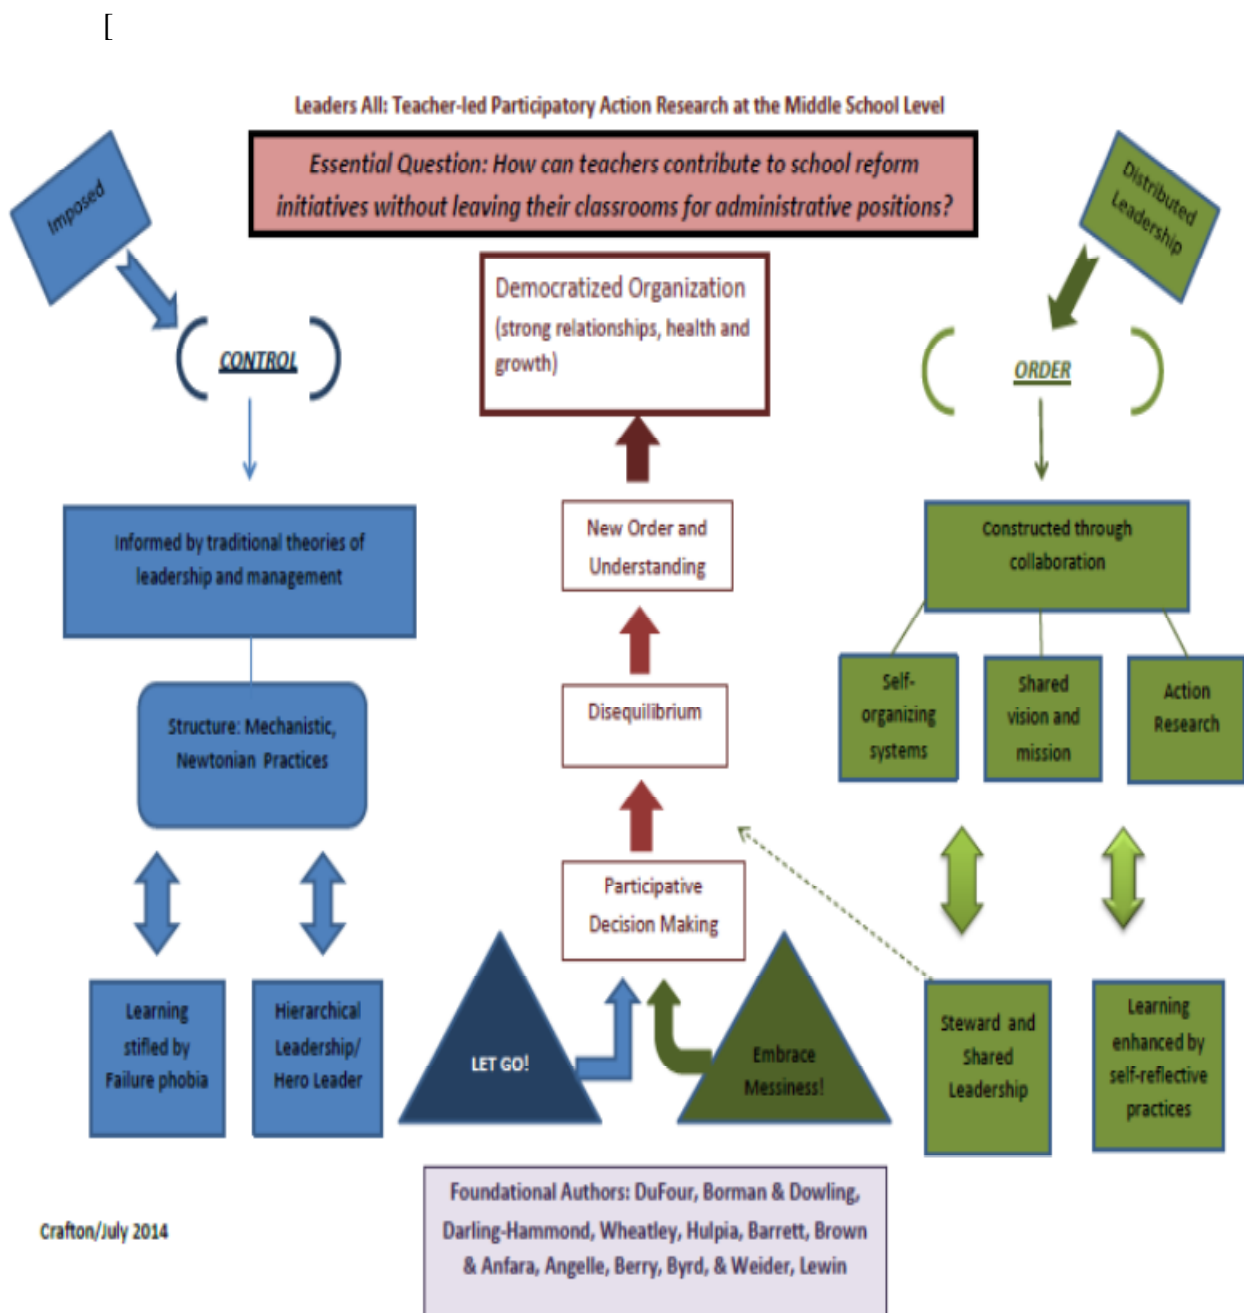 [
Leaders All: Teacher-led Participatory Action Research at the Middle School Level
Essential Question: How can teachers contribute to school reform
initiatives without leaving their classrooms for administrative positions?
Imposed
Distributed
Leadership
Democratized Organization
(strong relationships, health and
growth)
CONTROL
ORDER
Informed by traditional theories of
leadership and management
New Order and
Understanding
Constructed through
collaboration
Structure: Mechanistic,
Newtonian Practices
Disequilibrium
Self-
organizing
systems
Shared
vision and
mission
Action
Research
Participative
Decision Making
Learning
stifled by
Failure phobia
Hierarchical
Leadership/
Hero Leader
LET GO!
Embrace
Messiness!
Steward and
Shared
Leadership
Learning
enhanced by
self-reflective
practices
Foundational Authors: DuFour, Borman & Dowling,
Darling-Hammond, Wheatley, Hulpia, Barrett, Brown
& Anfara, Angelle, Berry, Byrd, & Weider, Lewin
Crafton/July 2014